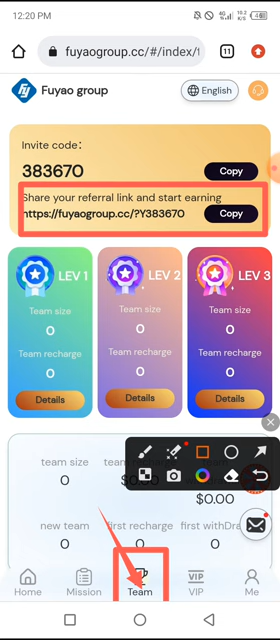 12:20 PM
fuyaogroup.cc/#/index/t
11
Fuyao group
English
Invite code:
383670
Copy
Share your referral link and start earning
https://fuyaogroup.cc/?Y383670
Copy
LEV 1
LEV 2
LEV 3
Team size
Team size
Team size
0
0
0
Team recharge
Team recharge
Team recharge
0
0
0
Details
Details
Details
team size
0
$0.00
new team
first recharge
first withDra
0
0
0
Home
Mission
Team
VIP
VIP
Me